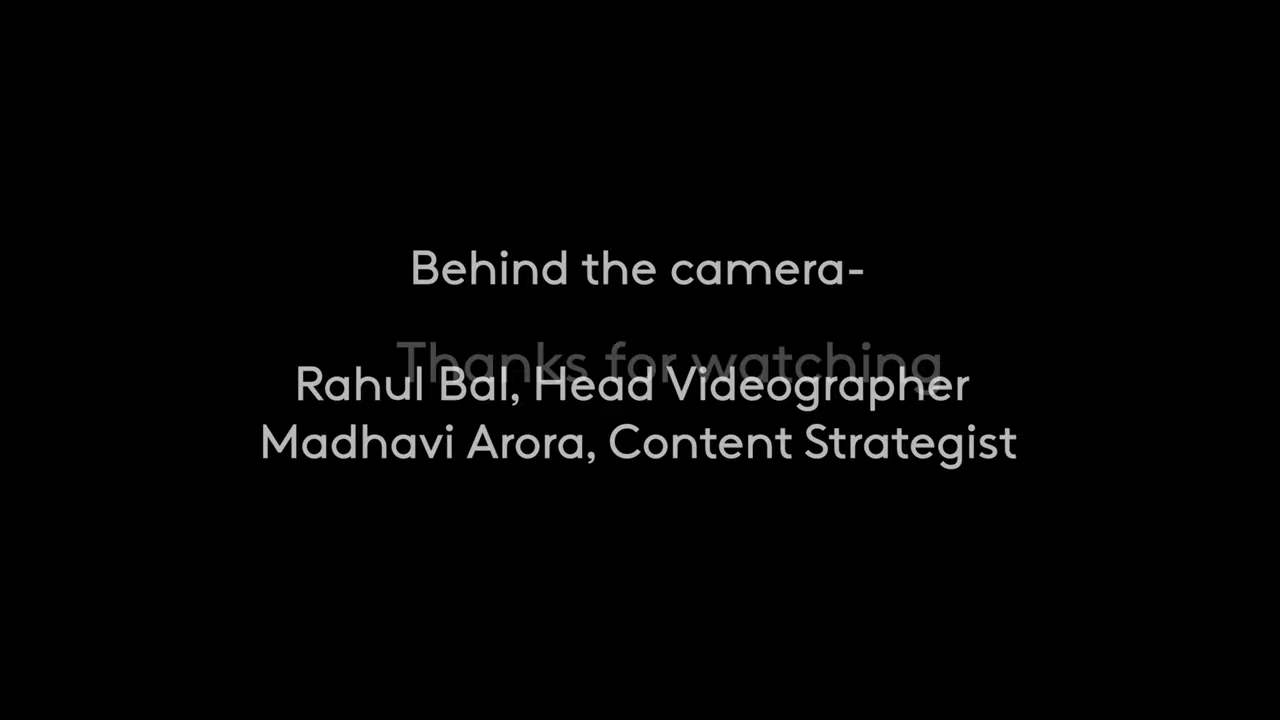 Behind the camera-
Thanks for watching
Rahul Bal, Head Videographer
Madhavi Arora, Content Strategist